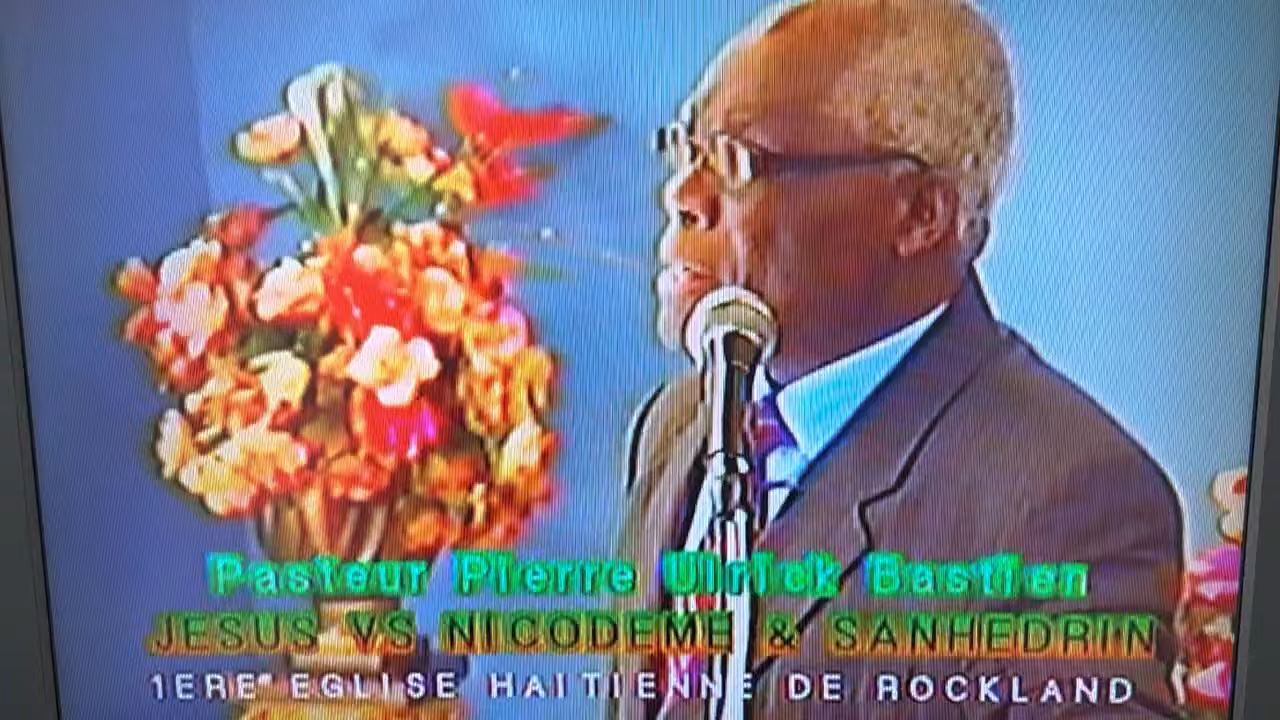 Pasteur Pierre Ulrick Bastien
JESUS VS NICODEME & SANHEDRIN
1ERE* EGLISE HAITIENNE DE ROCKLAND